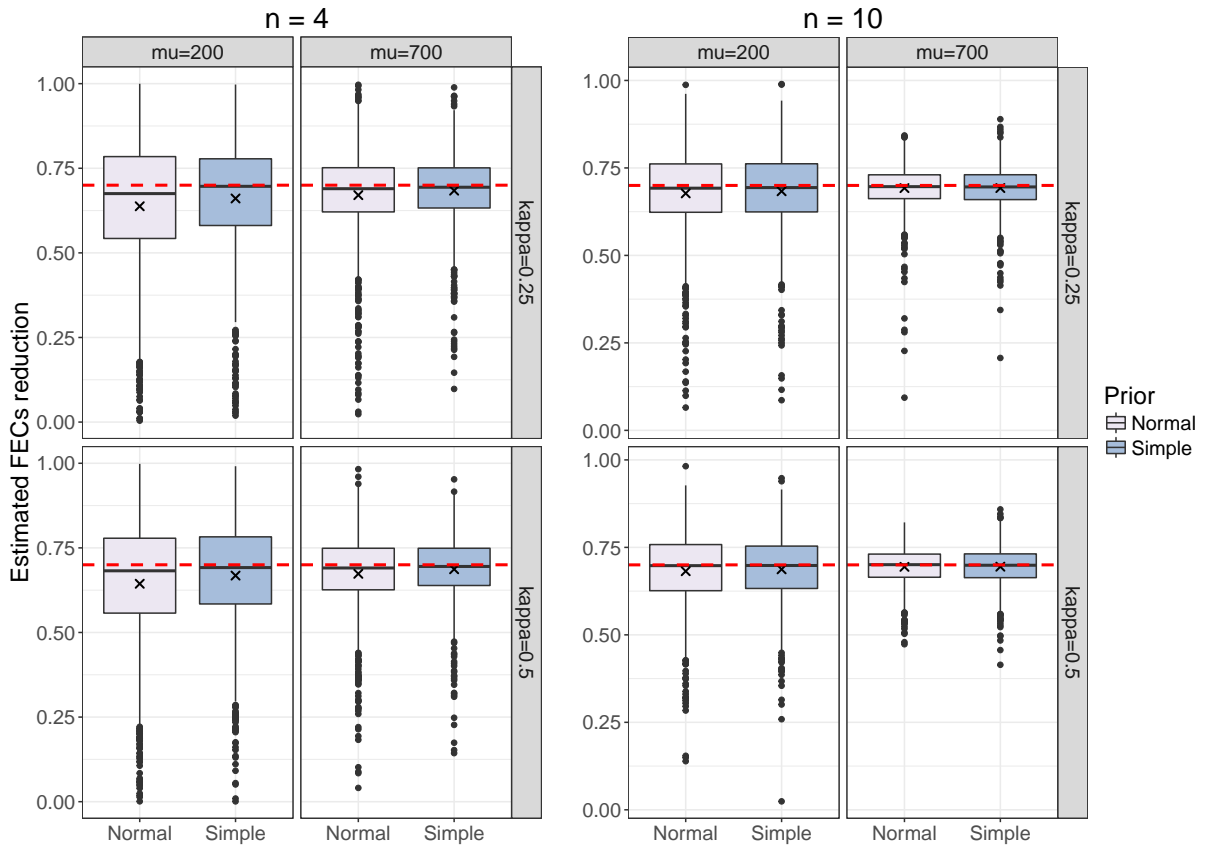 n = 4
n = 10
mu=200
mu=700
mu=200
mu=700
Estimated FECs reduction
1.00
0.75
0.50
0.25
0.00
kappa=0.25
1.00
0.75
0.50
0.25
0.00
kappa=0.25
1.00
0.75
0.50
0.25
0.00
kappa=0.5
1.00
0.75
0.50
0.25
0.00
kappa=0.5
Normal
Simple
Normal
Simple
Normal
Simple
Normal
Simple
Prior
Normal
Simple